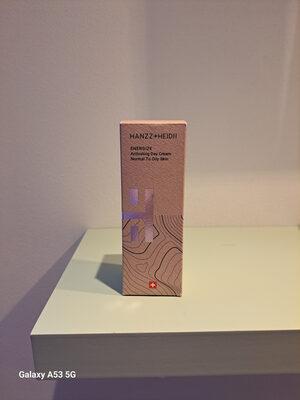 HANZZ+HEIDII
ENERGIZE
Activating Day Cream
Normal To Oily Skin
Galaxy A53 5G